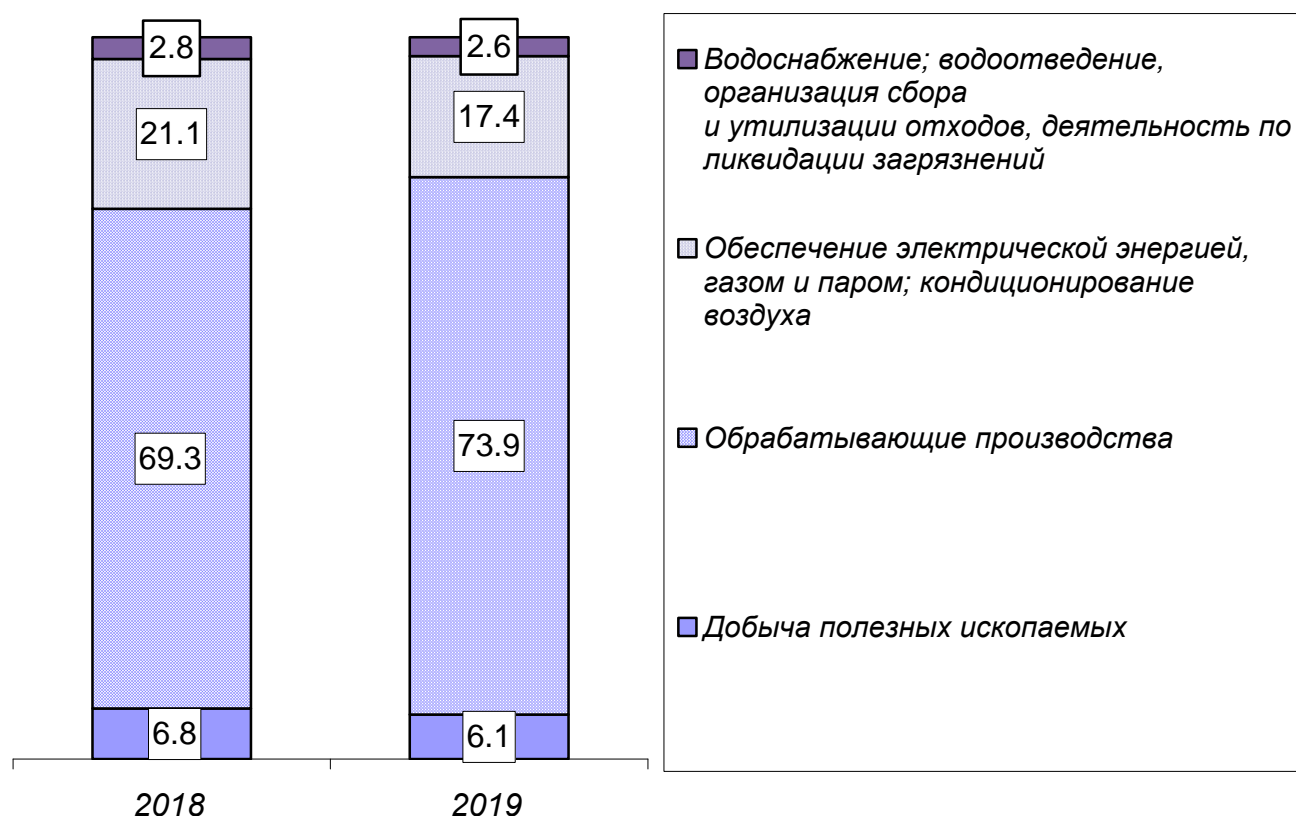 2.8
2.6
21.1
17.4
69.3
73.9
6.8
6.1
2018
2019
Водоснабжение; водоотведение,
организация сбора
и утилизации отходов, деятельность по
ликвидации загрязнений
Обеспечение электрической энергией,
газом и паром; кондиционирование
воздуха
Обрабатывающие производства
Добыча полезных ископаемых